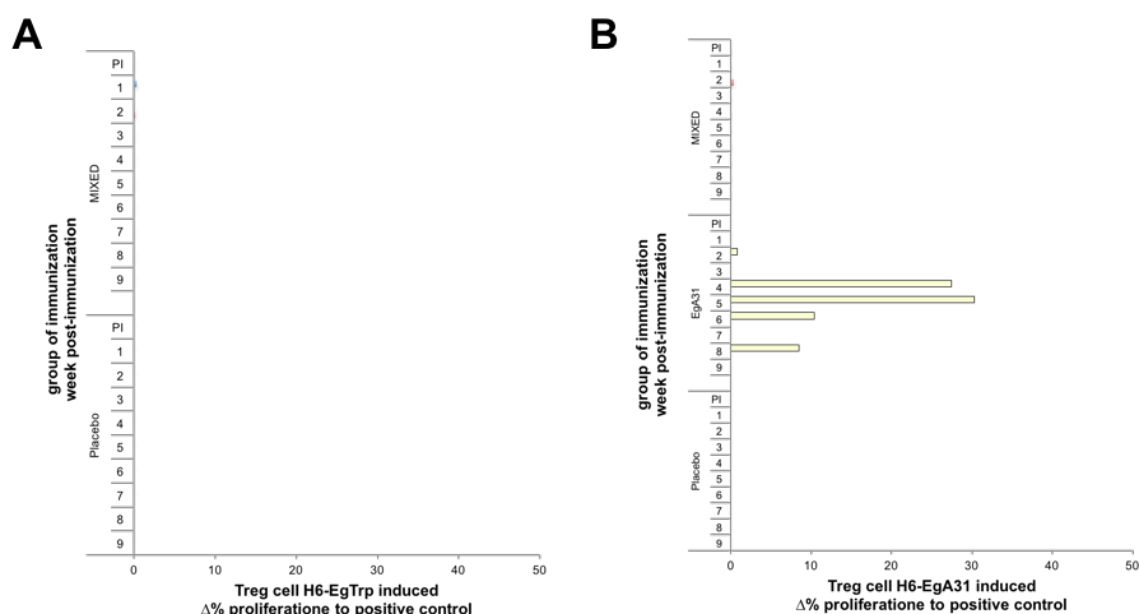 A
group of immunization
week post-immunization
MIXED
PI
1
2
3
4
5
6
7
8
9
Placebo
PI
1
2
3
4
5
6
7
8
9
0 10 20 30 40 50
Treg cell H6-EgTrp induced
Δ% proliferatione to positive control
B
group of immunization
week post-immunization
MIXED
PI
1
2
3
4
5
6
7
8
9
EgA31
PI
1
2
3
4
5
6
7
8
9
Placebo
PI
1
2
3
4
5
6
7
8
9
0 10 20 30 40 50
Treg cell H6-EgA31 induced
Δ% proliferatione to positive control